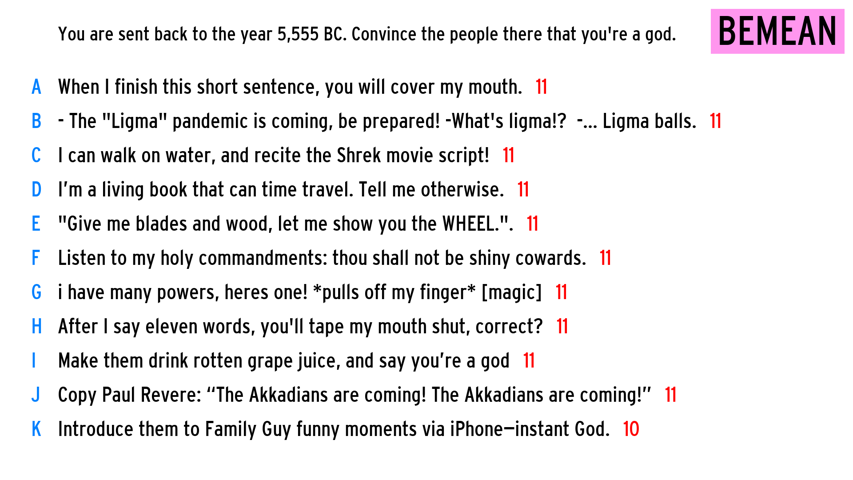 You are sent back to the year 5,555 BC. Convince the people there that you're a god.
BEMEAN
A When I finish this short sentence, you will cover my mouth. 11
B - The "Ligma" pandemic is coming, be prepared! -What's ligma!? -... Ligma balls. 11
C I can walk on water, and recite the Shrek movie script! 11
D I’m a living book that can time travel. Tell me otherwise. 11
E "Give me blades and wood, let me show you the WHEEL.". 11
F Listen to my holy commandments: thou shall not be shiny cowards. 11
G i have many powers, heres one! *pulls off my finger* [magic] 11
H After I say eleven words, you'll tape my mouth shut, correct? 11
I Make them drink rotten grape juice, and say you’re a god 11
J Copy Paul Revere: “The Akkadians are coming! The Akkadians are coming!” 11
K Introduce them to Family Guy funny moments via iPhone—instant God. 10